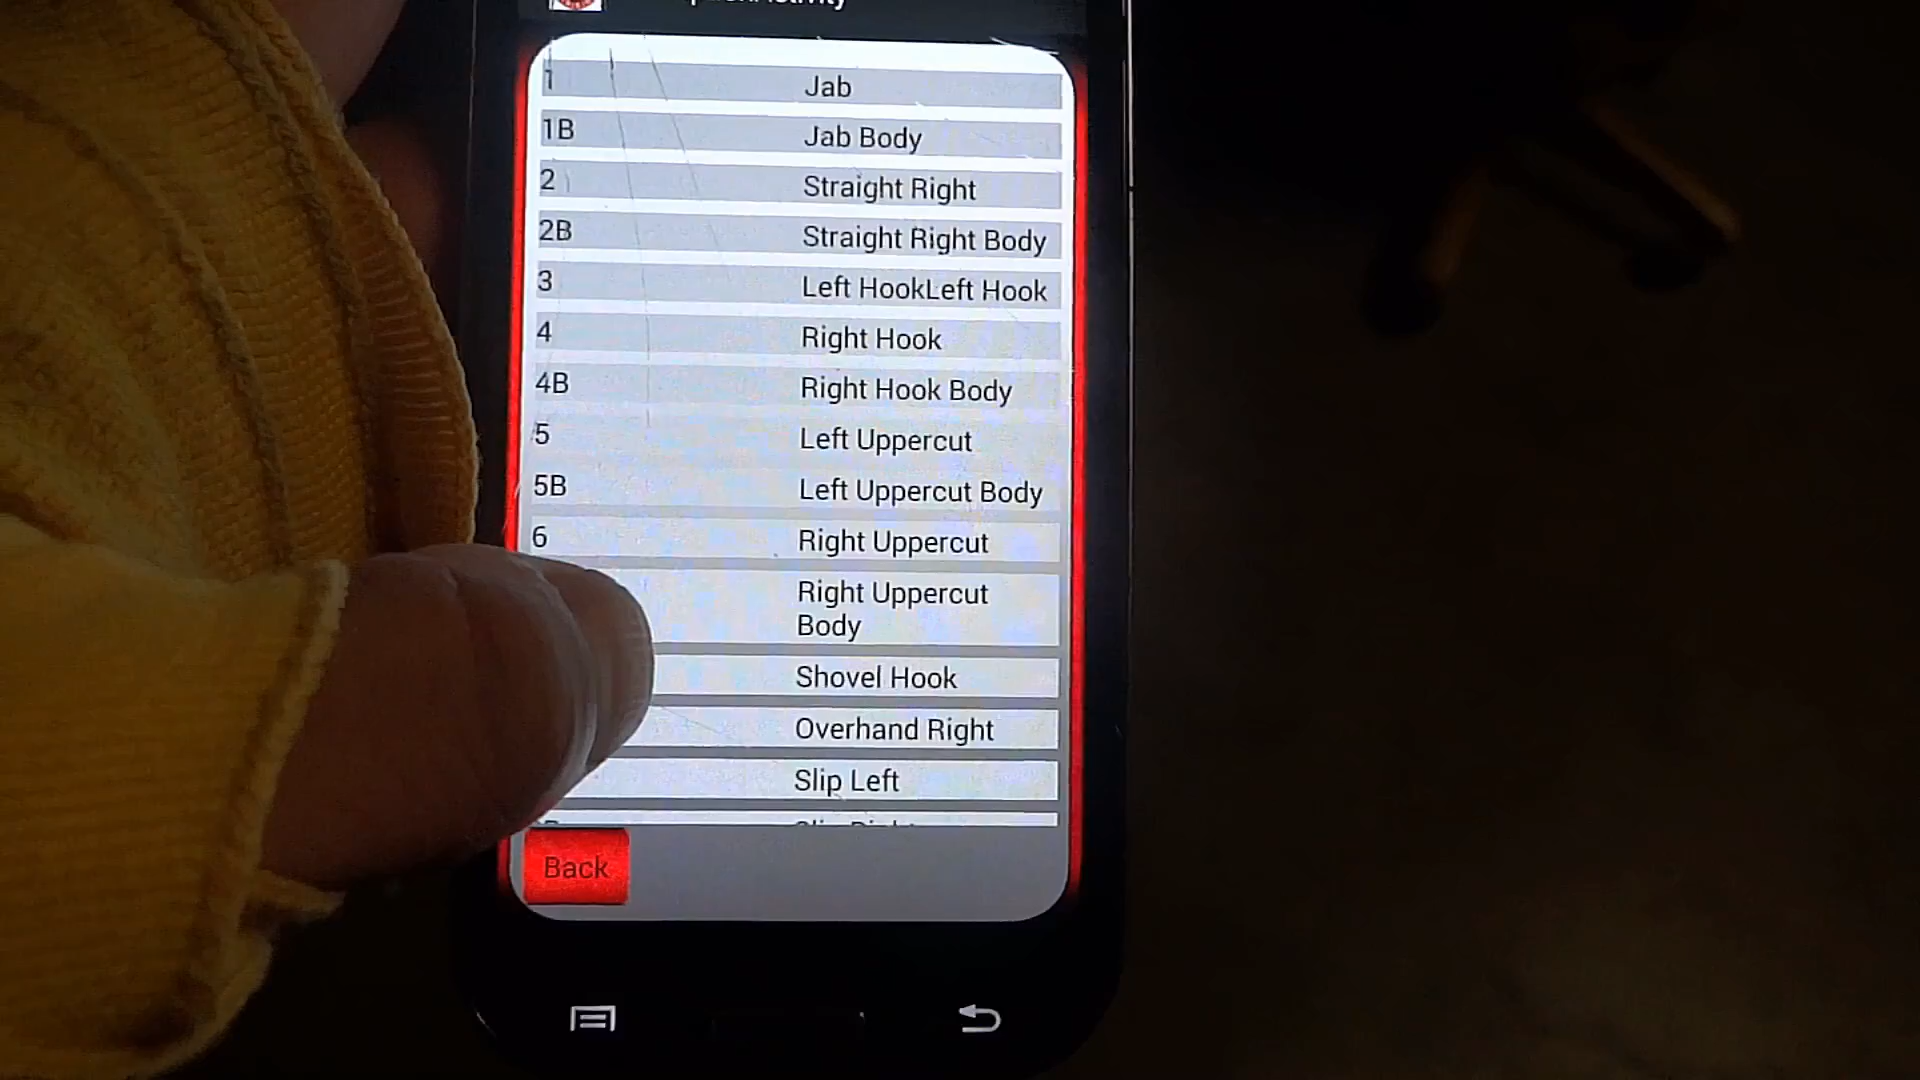 1 Jab
1B Jab Body
2 Straight Right
2B Straight Right Body
3 Left HookLeft Hook
4 Right Hook
4B Right Hook Body
5 Left Uppercut
5B Left Uppercut Body
6 Right Uppercut
Right Uppercut
Body
Shovel Hook
Overhand Right
Slip Left
Back